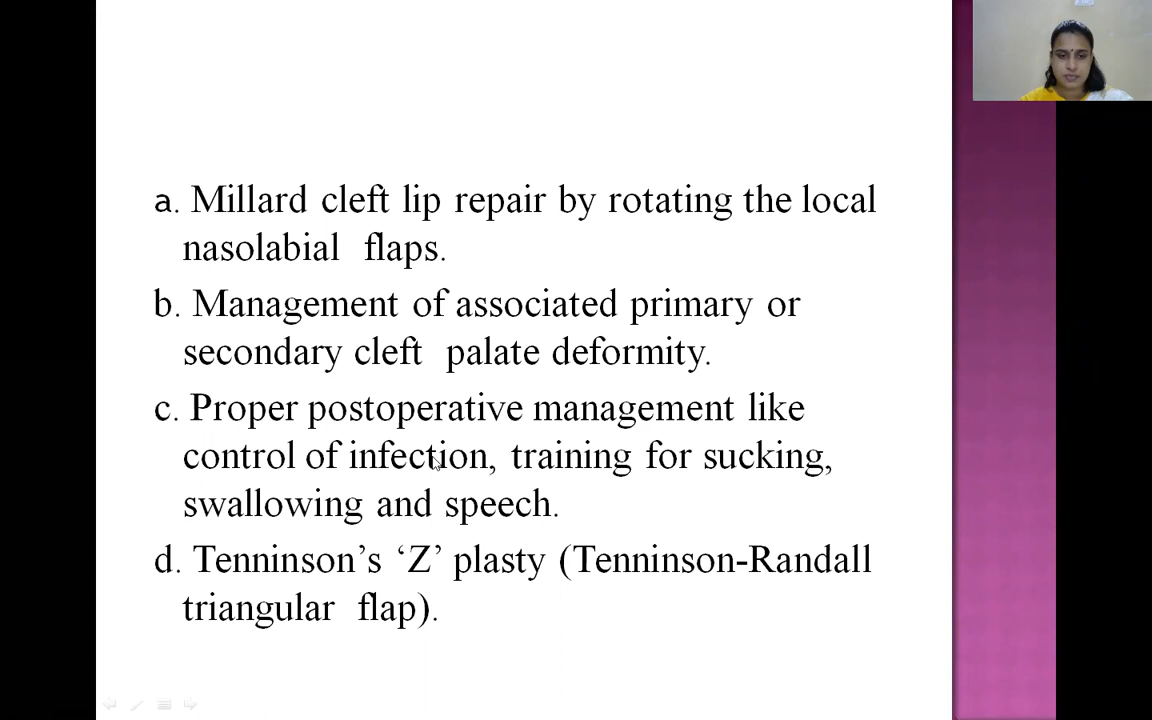 a. Millard cleft lip repair by rotating the local
nasolabial flaps.
b. Management of associated primary or
secondary cleft palate deformity.
c. Proper postoperative management like
control of infection, training for sucking,
swallowing and speech.
d. Tenninson’s ‘Z’ plasty (Tenninson-Randall
triangular flap).